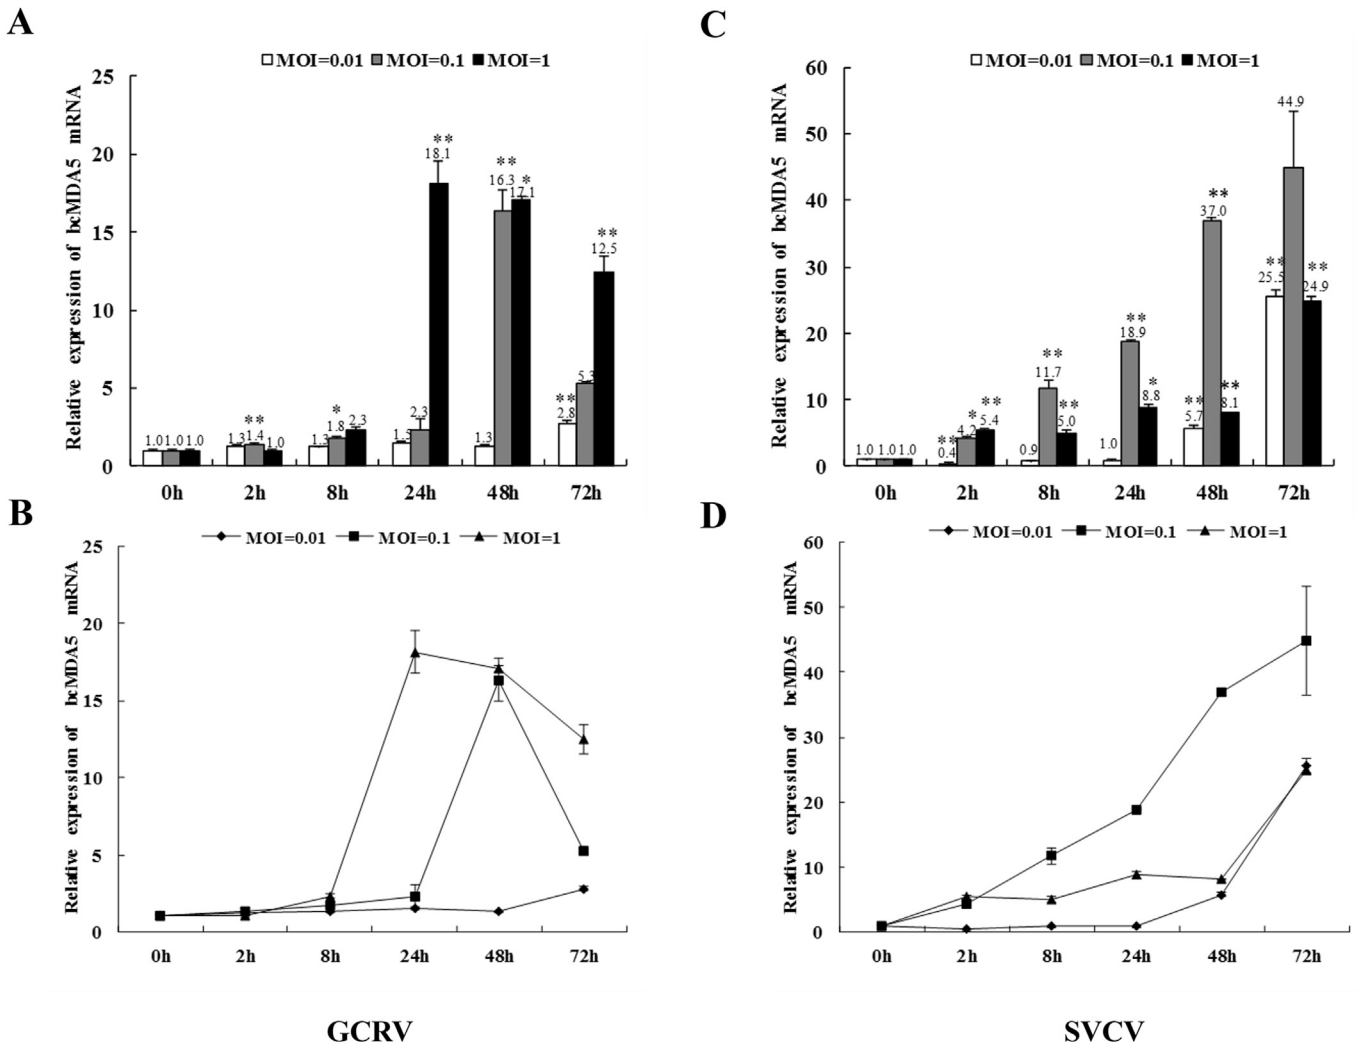 A
MOI=0.01 MOI=0.1 MOI=1
Relative expression of bcMDA5 mRNA
25
20
15
10
5
0
1.0 1.0 1.0
1.3 1.4 1.0
1.3 1.8 2.3
1.5 2.3 18.1
1.3 16.3 17.1
2.8 5.3 12.5
**
*
**
** *
** **
0h 2h 8h 24h 48h 72h
B
MOI=0.01 MOI=0.1 MOI=1
Relative expression of bcMDA5 mRNA
25
20
15
10
5
0
0h 2h 8h 24h 48h 72h
GCRV
C
MOI=0.01 MOI=0.1 MOI=1
Relative expression of bcMDA5 mRNA
60
50
40
30
20
10
0
1.0 1.0 1.0
0.4 4.2 5.4
0.9 11.7 5.0
1.0 18.9 8.8
5.7 37.0 8.1
25.5 44.9 24.9
** * **
** **
** *
** ** **
** **
0h 2h 8h 24h 48h 72h
D
MOI=0.01 MOI=0.1 MOI=1
Relative expression of bcMDA5 mRNA
60
50
40
30
20
10
0
0h 2h 8h 24h 48h 72h
SVCV